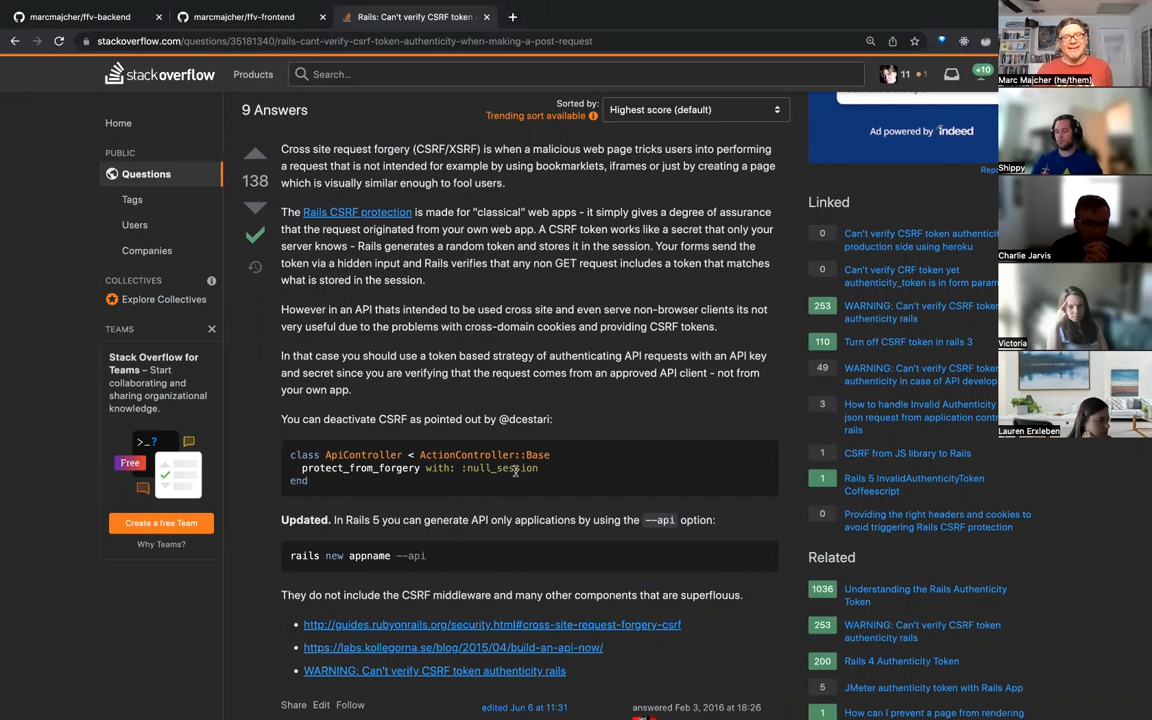 marcmajcher/ffv-backend
marcmajcher/ffv-frontend
Rails: Can't verify CSRF token
stackoverflow.com/questions/35181340/rails-cant-verify-csrf-token-authenticity-when-making-a-post-request
stackoverflow
Products
Search...
11
1
+10
Home
PUBLIC
Questions
Tags
Users
Companies
COLLECTIVES
Explore Collectives
TEAMS
Stack Overflow for
Teams – Start
collaborating and
sharing organizational
knowledge.
>_?
Free
Create a free Team
Why Teams?
9 Answers
Sorted by:
Trending sort available
Highest score (default)
138
Cross site request forgery (CSRF/XSRF) is when a malicious web page tricks users into performing
a request that is not intended for example by using bookmarklets, iframes or just by creating a page
which is visually similar enough to fool users.
The Rails CSRF protection is made for "classical" web apps - it simply gives a degree of assurance
that the request originated from your own web app. A CSRF token works like a secret that only your
server knows - Rails generates a random token and stores it in the session. Your forms send the
token via a hidden input and Rails verifies that any non GET request includes a token that matches
what is stored in the session.
However in an API thats intended to be used cross site and even serve non-browser clients its not
very useful due to the problems with cross-domain cookies and providing CSRF tokens.
In that case you should use a token based strategy of authenticating API requests with an API key
and secret since you are verifying that the request comes from an approved API client - not from
your own app.
You can deactivate CSRF as pointed out by @dcestari:
class ApiController < ActionController::Base
protect_from_forgery with: :null_session
end
Updated. In Rails 5 you can generate API only applications by using the --api option:
rails new appname --api
They do not include the CSRF middleware and many other components that are superflouus.
• http://guides.rubyonrails.org/security.html#cross-site-request-forgery-csrf
• https://labs.kollegorna.se/blog/2015/04/build-an-api-now/
• WARNING: Can't verify CSRF token authenticity rails
Share Edit Follow
edited Jun 6 at 11:31
answered Feb 3, 2016 at 18:26
Ad powered by indeed
Linked
0
Can't verify CSRF token
production side using heroku
0
Can't verify CRF token yet
authenticity_token is in form
253
WARNING: Can't verify CSRF token
authenticity rails
110
Turn off CSRF token in rails 3
49
WARNING: Can't verify CSRF token
authenticity in case of API
3
How to handle Invalid Authenticity
json request from application
rails
1
CSRF from JS library to Rails
1
Rails 5 InvalidAuthenticityToken
Coffeescript
0
Providing the right headers and cookies to
avoid triggering Rails CSRF protection
Related
1036
Understanding the Rails Authenticity
Token
253
WARNING: Can't verify CSRF token
authenticity rails
200
Rails 4 Authenticity Token
5
JMeter authenticity token with Rails App
1
How can I prevent a page from rendering
Marc Majcher (he/them)
Shippy
Charlie Jarvis
Victoria
Lauren Erxleben